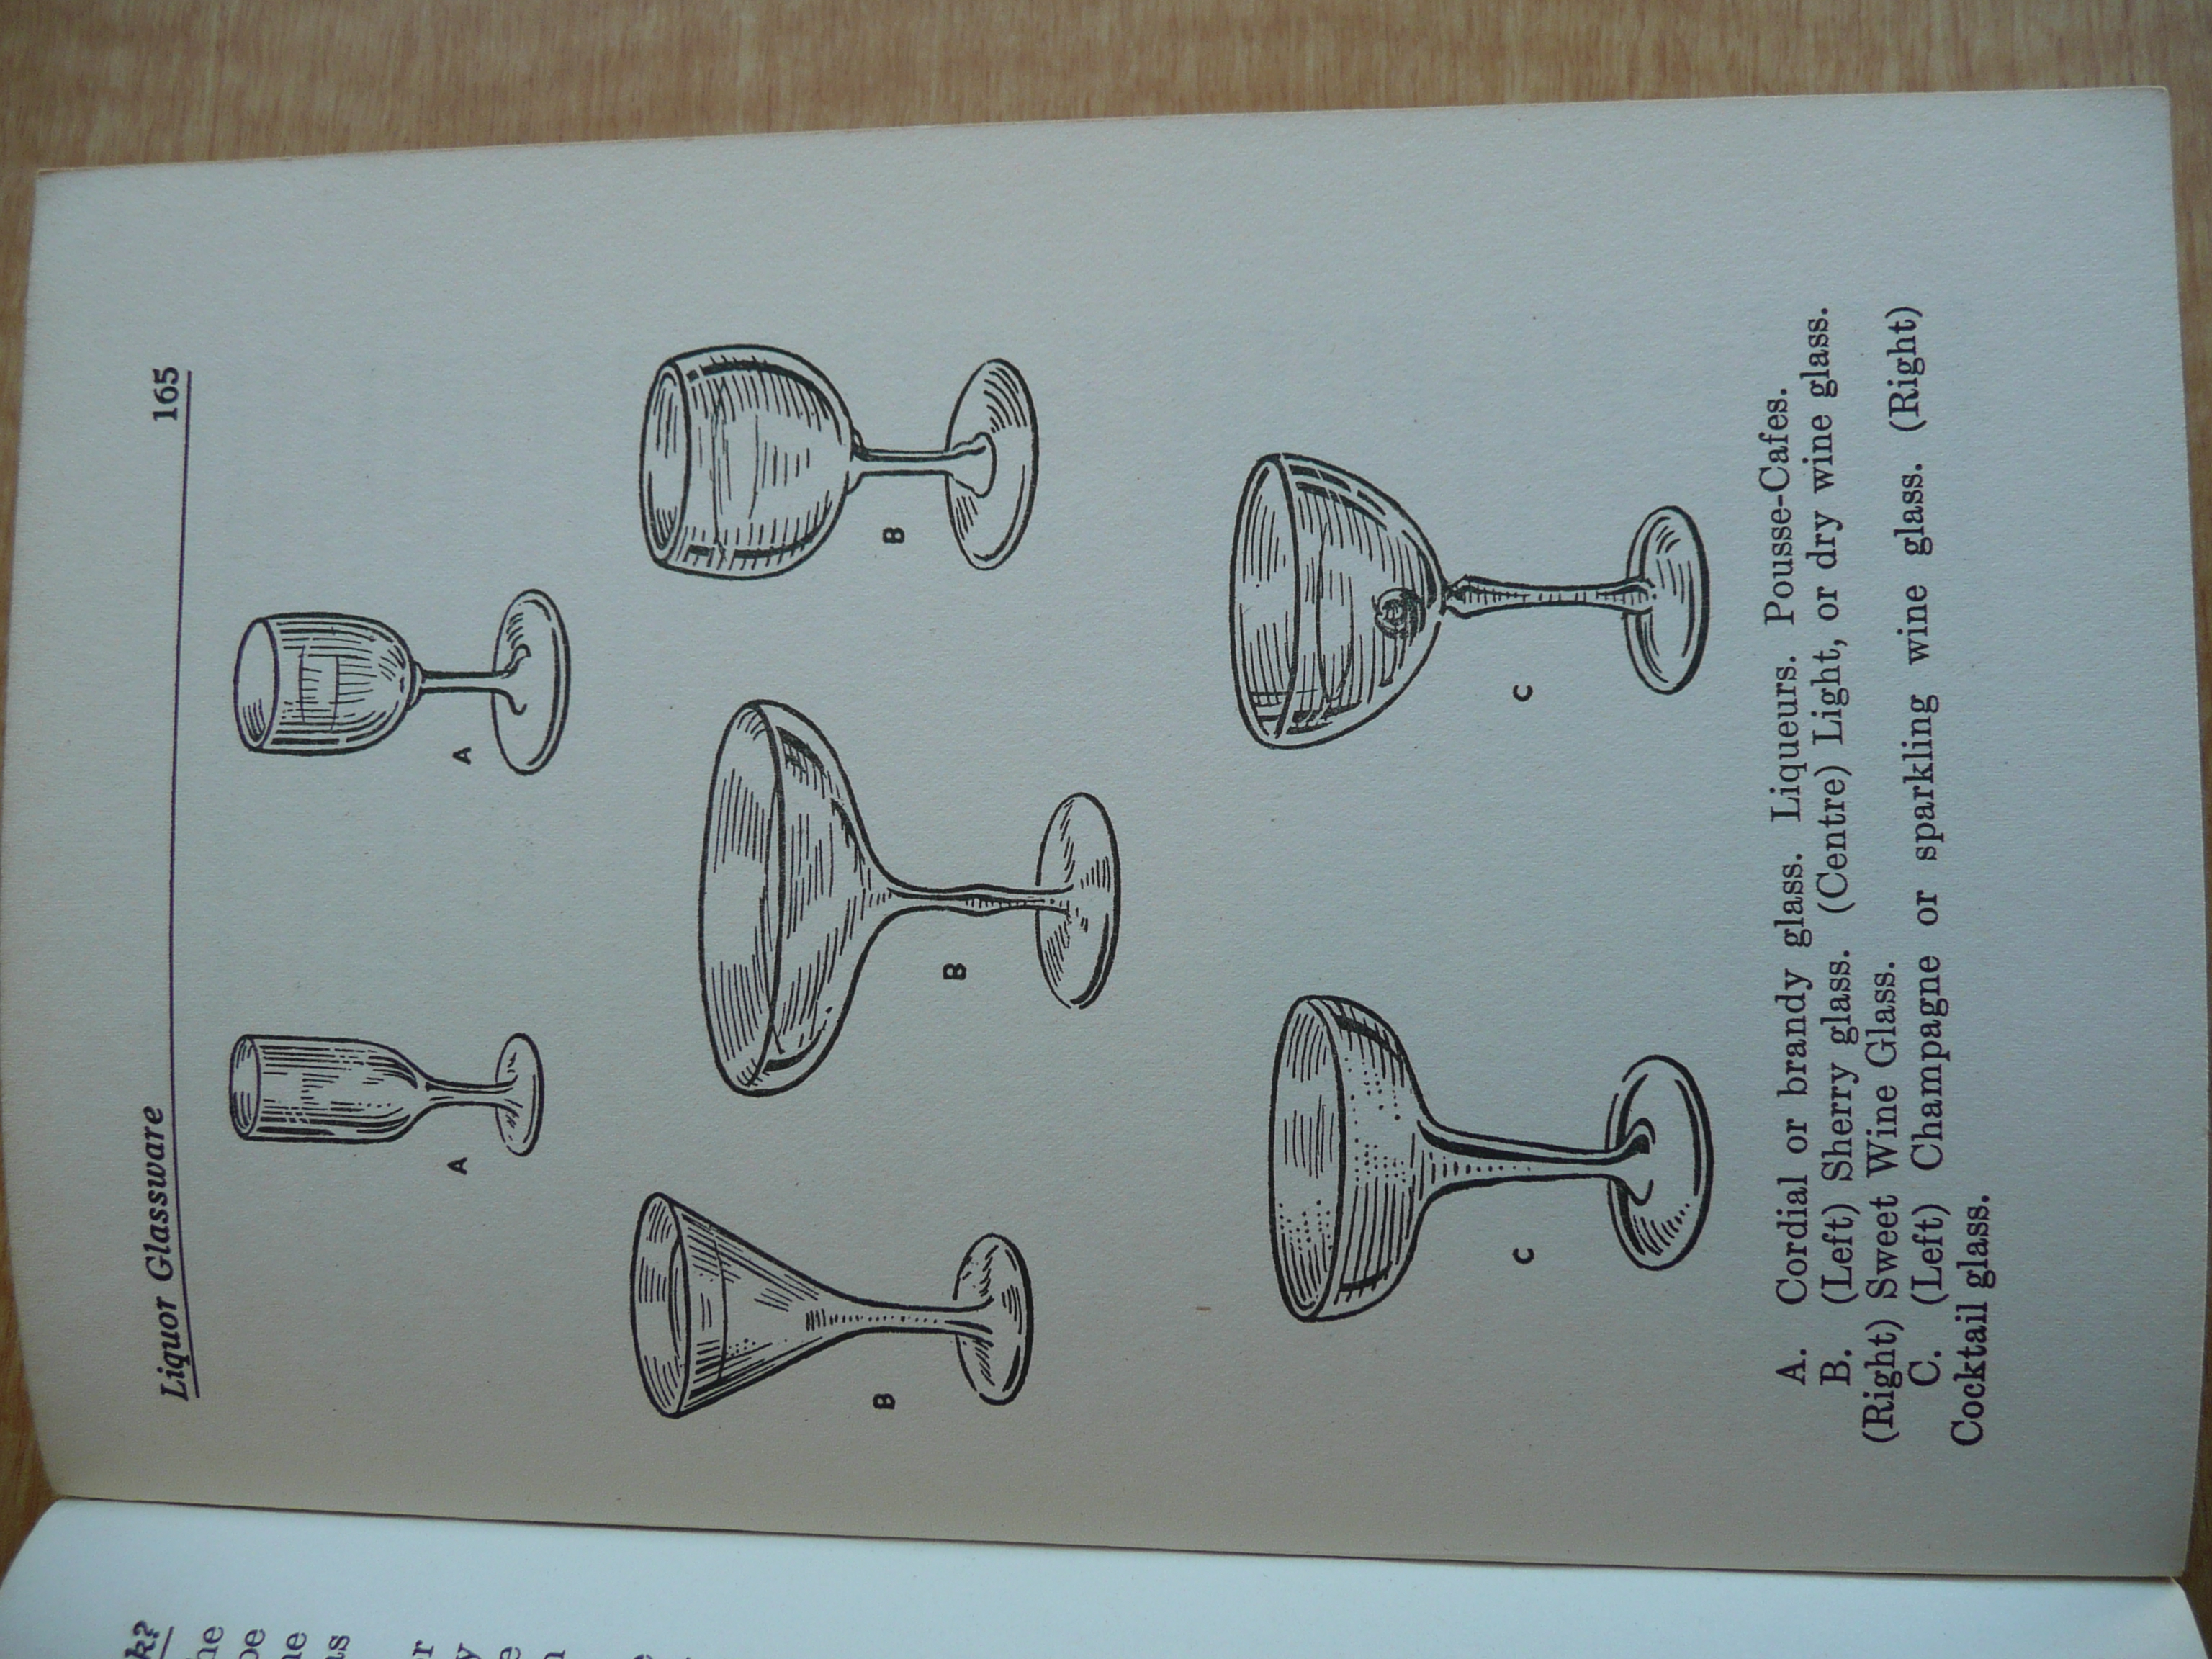 Liquor Glassware 165
A A
B B B
C C
A. Cordial or brandy glass. Liqueurs. Pousse-Cafes.
B. (Left) Sherry glass. (Centre) Light, or dry wine glass.
(Right) Sweet Wine Glass.
C. (Left) Champagne or sparkling wine glass. (Right)
Cocktail glass.